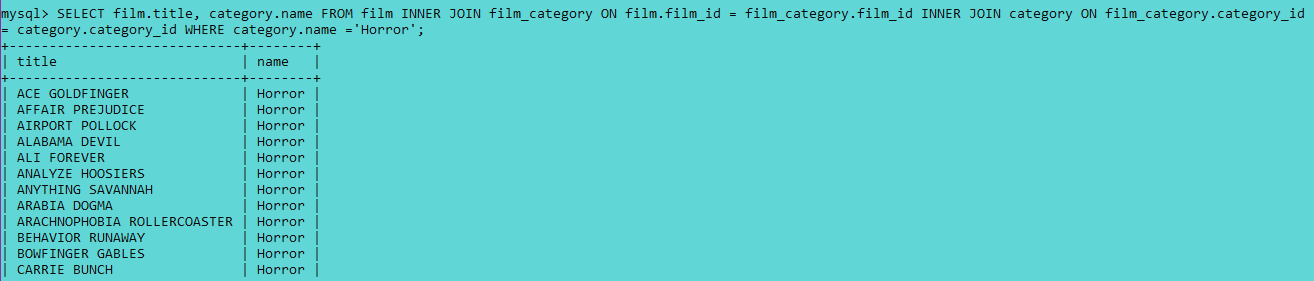 mysql> SELECT film.title, category.name FROM film INNER JOIN film_category ON film.film_id = film_category.film_id INNER JOIN category ON film_category.category_id
= category.category_id WHERE category.name ='Horror';
+-----------------------------+--------+
| title                       | name   |
+-----------------------------+--------+
| ACE GOLDFINGER              | Horror |
| AFFAIR PREJUDICE            | Horror |
| AIRPORT POLLOCK             | Horror |
| ALABAMA DEVIL               | Horror |
| ALI FOREVER                 | Horror |
| ANALYZE HOOSIERS            | Horror |
| ANYTHING SAVANNAH           | Horror |
| ARABIA DOGMA                | Horror |
| ARACHNOPHOBIA ROLLERCOASTER | Horror |
| BEHAVIOR RUNAWAY            | Horror |
| BOWFINGER GABLES            | Horror |
| CARRIE BUNCH                | Horror |